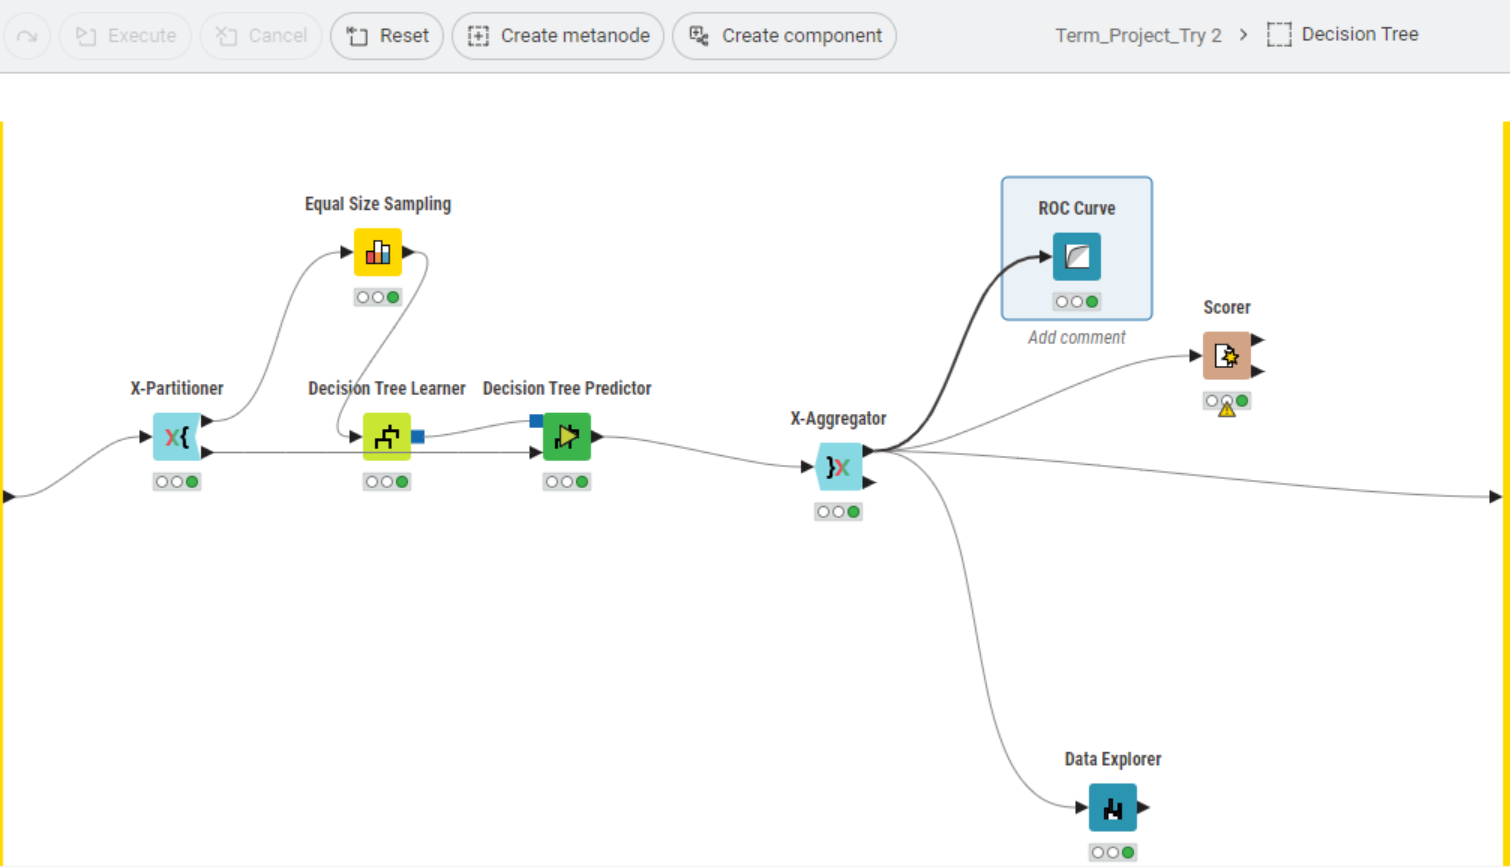 Execute
Cancel
Reset
Create metanode
Create component
Term_Project_Try 2 > Decision Tree
Equal Size Sampling
ROC Curve
Add comment
Scorer
X-Partitioner
Decision Tree Learner
Decision Tree Predictor
X-Aggregator
Data Explorer